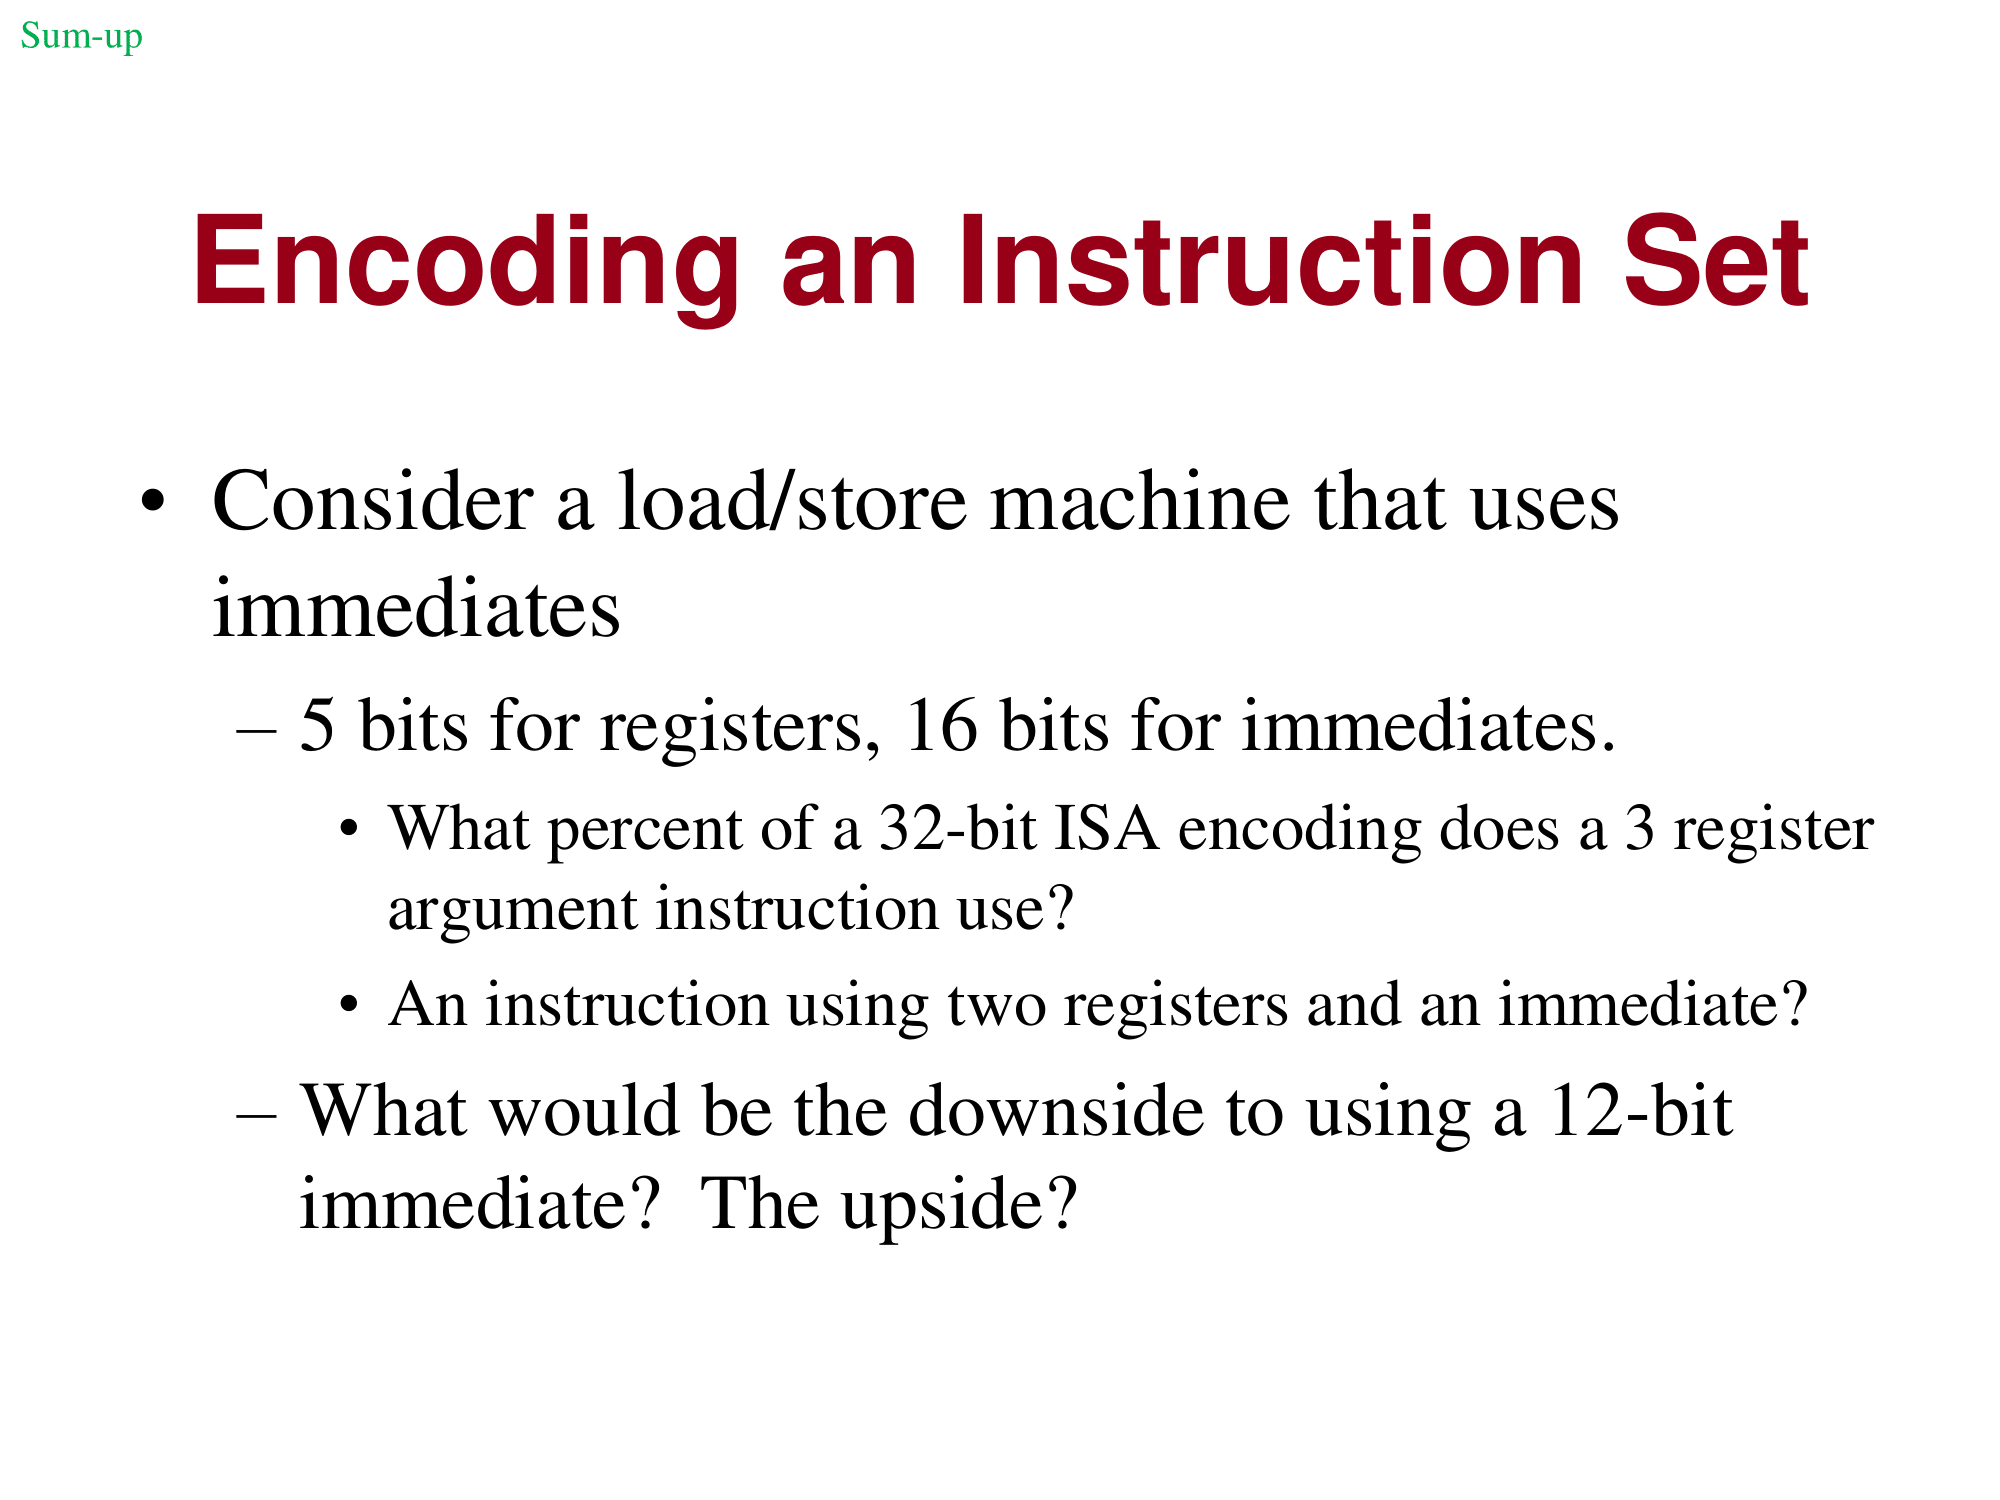 Sum-up
Encoding an Instruction Set
• Consider a load/store machine that uses
immediates
– 5 bits for registers, 16 bits for immediates.
• What percent of a 32-bit ISA encoding does a 3 register
argument instruction use?
• An instruction using two registers and an immediate?
– What would be the downside to using a 12-bit
immediate?  The upside?